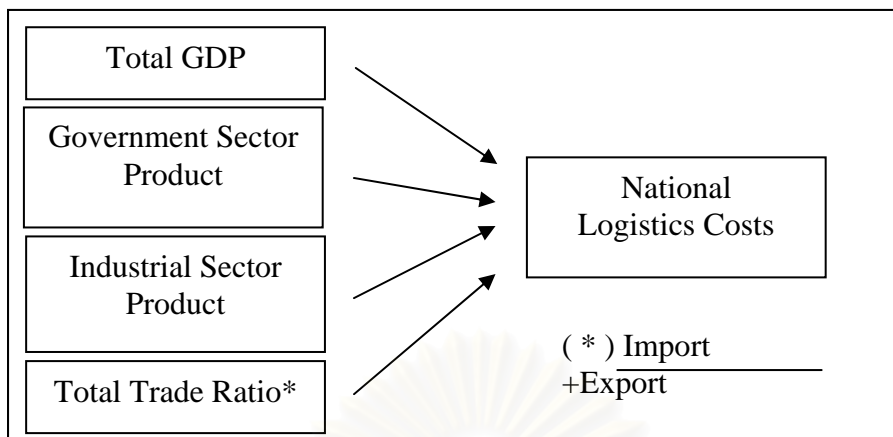 Total GDP
Government Sector
Product
Industrial Sector
Product
Total Trade Ratio*
National
Logistics Costs
( * ) Import
+Export